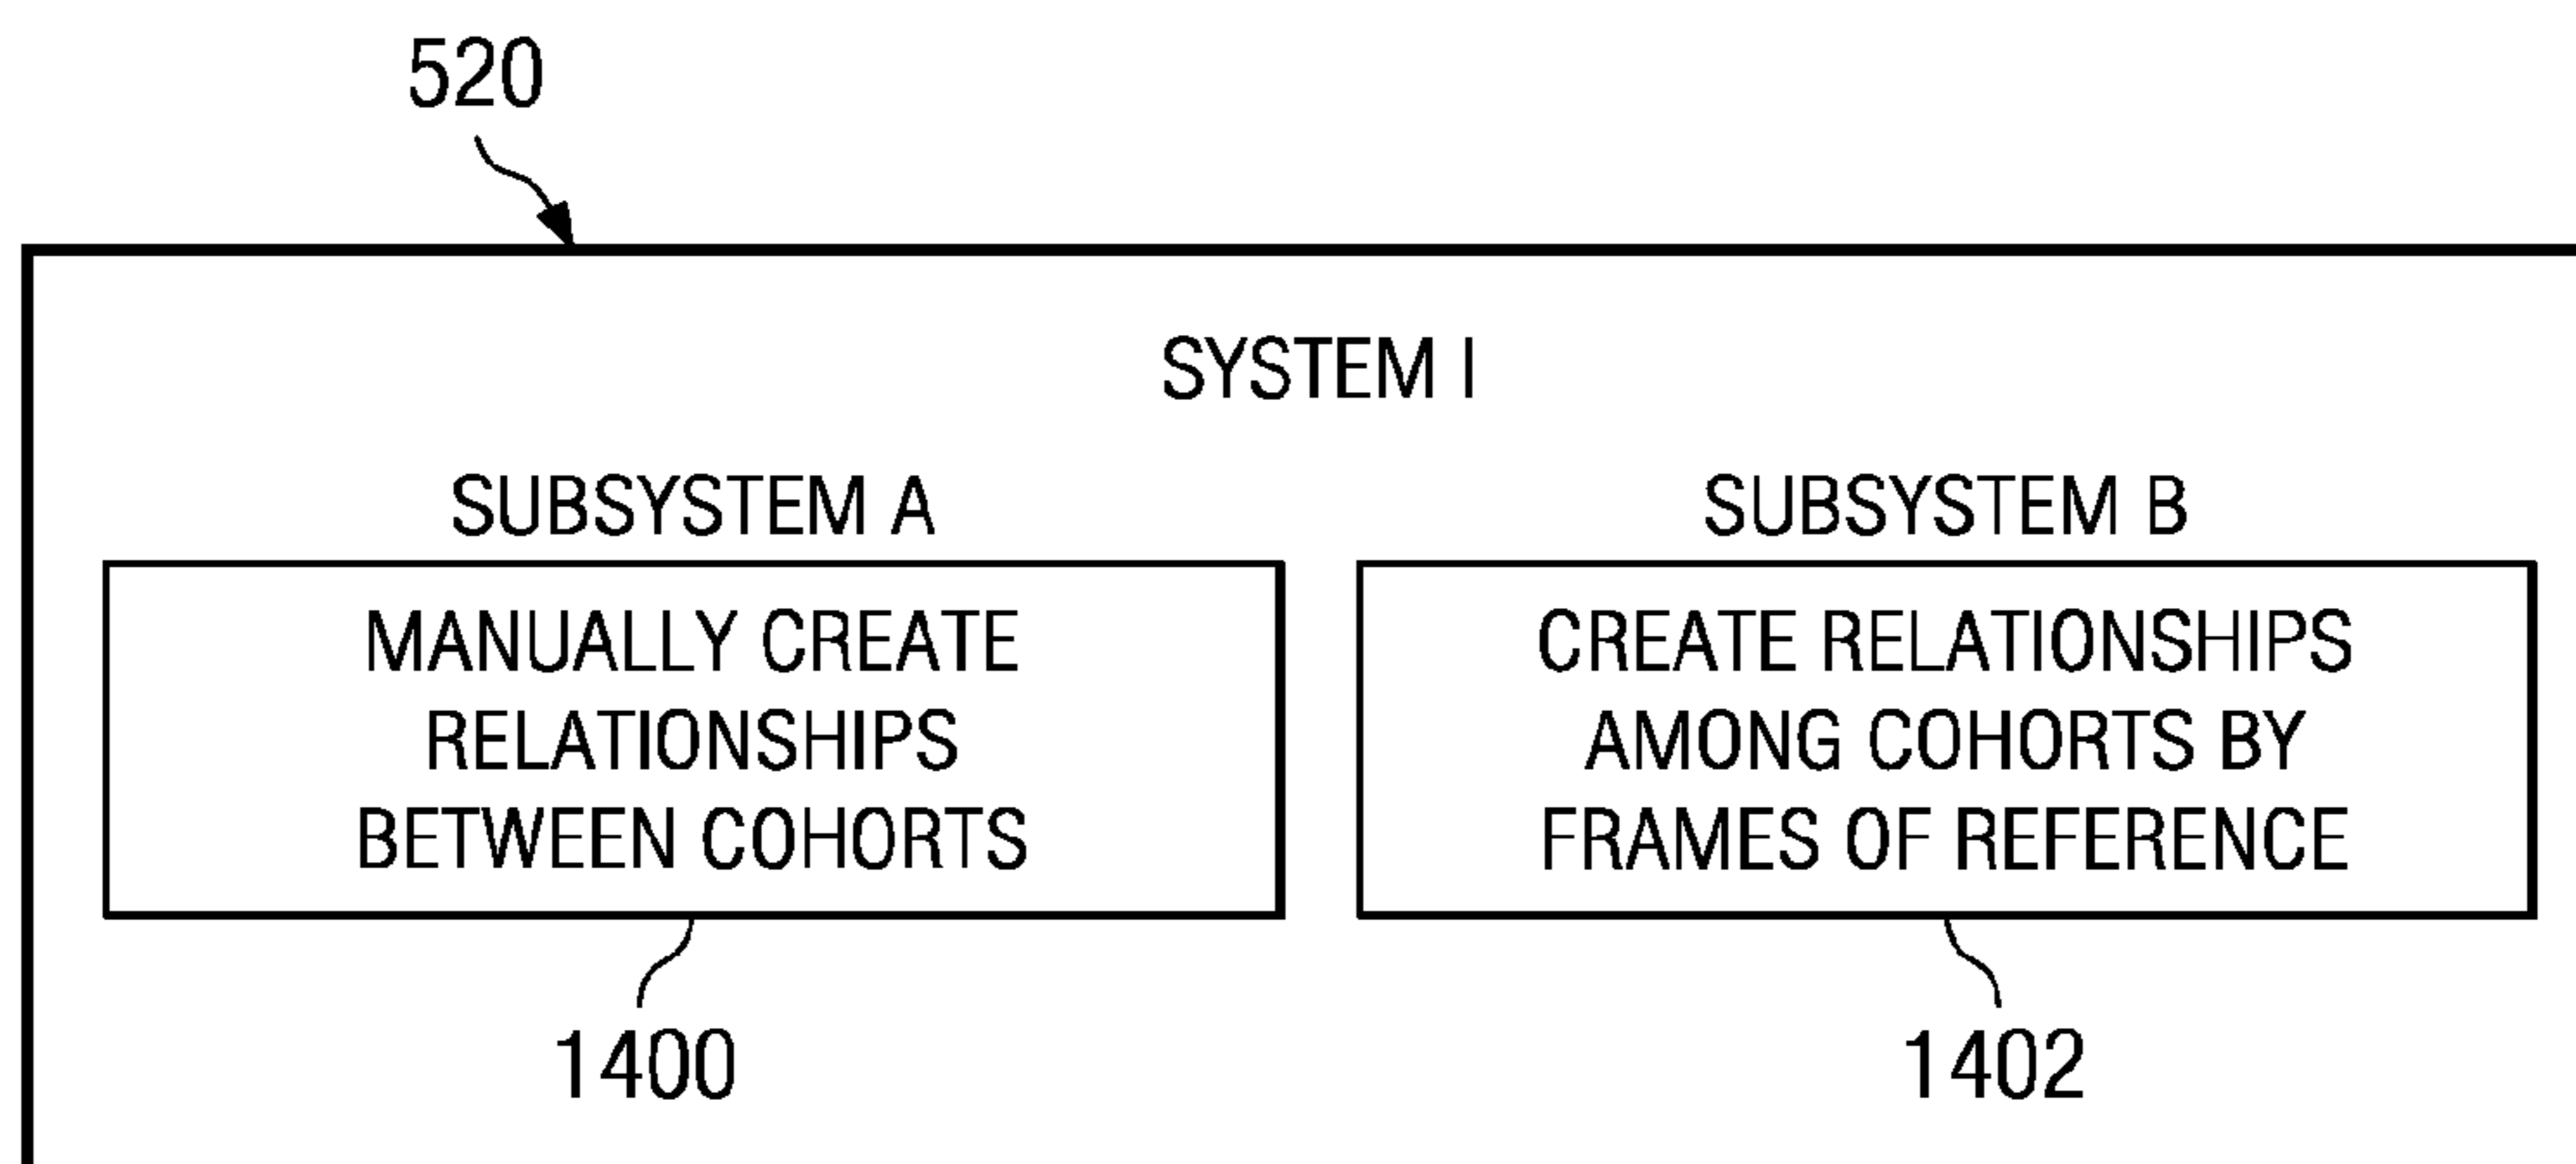 520
SYSTEM I
SUBSYSTEM A
MANUALLY CREATE
RELATIONSHIPS
BETWEEN COHORTS
1400
SUBSYSTEM B
CREATE RELATIONSHIPS
AMONG COHORTS BY
FRAMES OF REFERENCE
1402